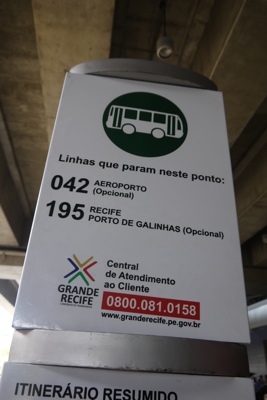 Linhas que param neste ponto:
042 AEROPORTO
(Opcional)
195 RECIFE
PORTO DE GALINHAS (Opcional)
GRANDE
RECIFE
Central
de Atendimento
ao Cliente
0800.081.0158
www.granderecife.pe.gov.br
ITINERÁRIO RESUMIDO